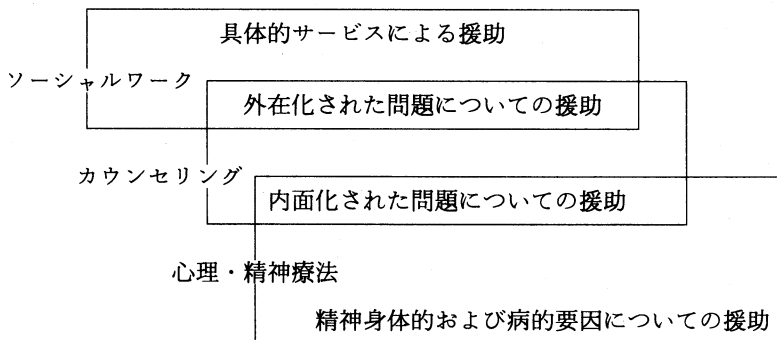 具体的サービスによる援助
ソーシャルワーク
外在化された問題についての援助
カウンセリング
内面化された問題についての援助
心理・精神療法
精神身体的および病的要因についての援助